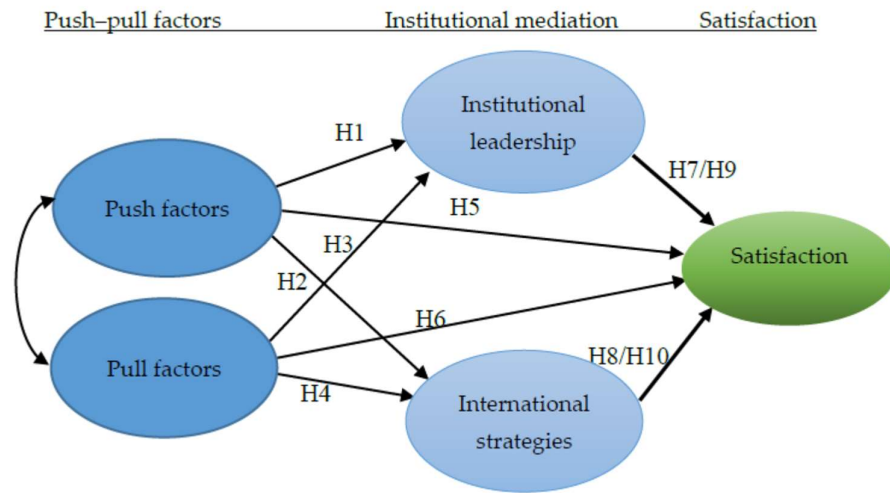 Push–pull factors Institutional mediation Satisfaction
Institutional
leadership
H1
H7/H9
Push factors
H5
H3
Satisfaction
H2
H6
Pull factors
H8/H10
H4
International
strategies